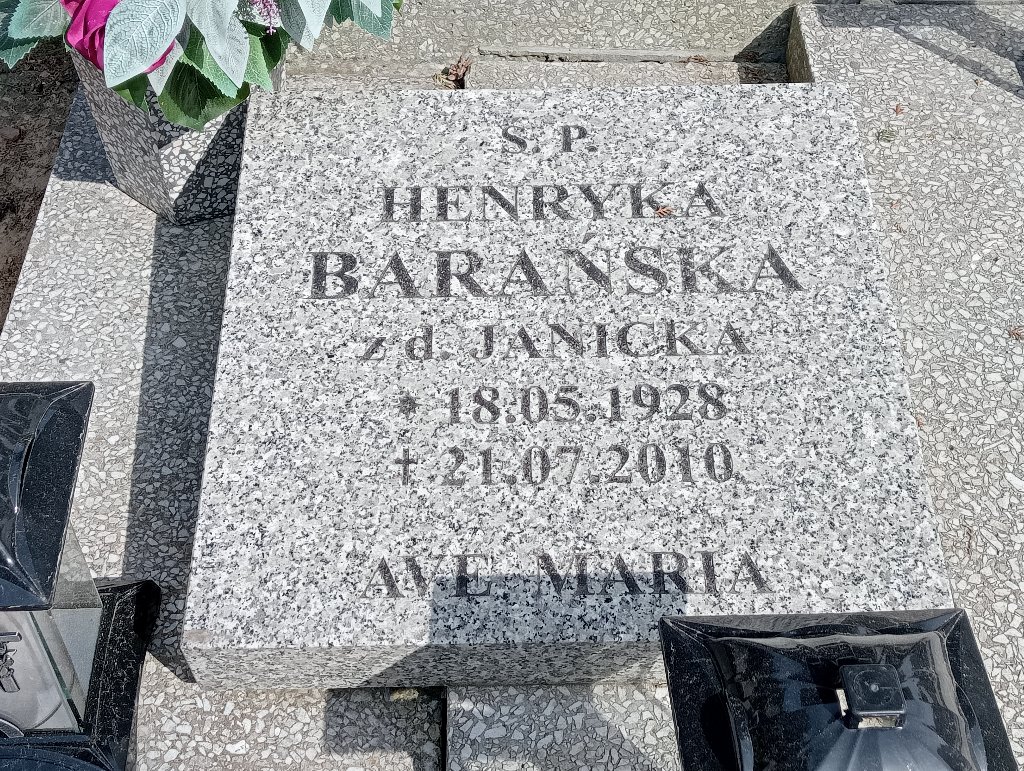 Ś. P.
HENRYKA
BARAŃSKA
z d. JANICKA
* 18.05.1928
† 21.07.2010
AVE MARIA